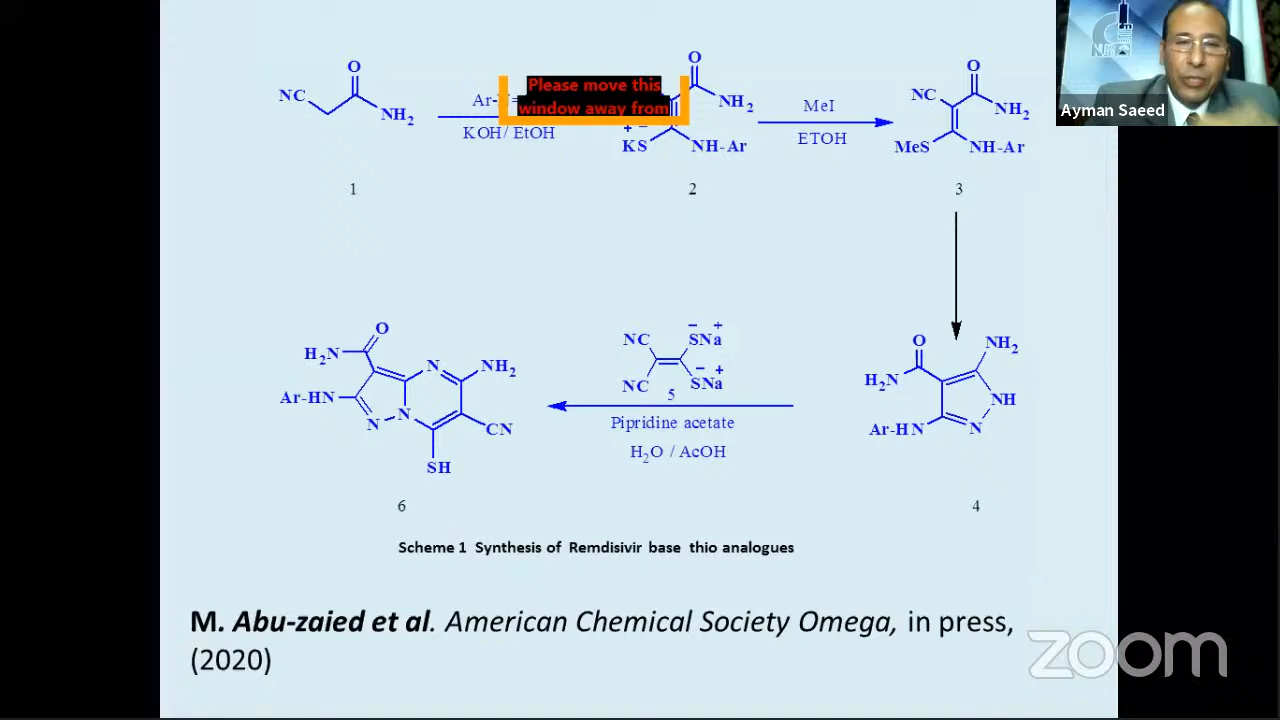 O
NC
NH2
Ar-
KOH/ EtOH
1
Please move this
window away from
O
NH2
+ −
KS
NH-Ar
2
MeI
ETOH
O
NC
NH2
MeS
NH-Ar
3
Ayman Saeed
O
H2N
N
NH2
Ar-HN
N
N
CN
SH
6
NC
− +
SNa
NC
− +
SNa
5
Pipridine acetate
H2O / AcOH
O
NH2
H2N
NH
Ar-HN
N
4
Scheme 1 Synthesis of Remdisivir base thio analogues
M. Abu-zaied et al. American Chemical Society Omega, in press,
(2020)
zoom